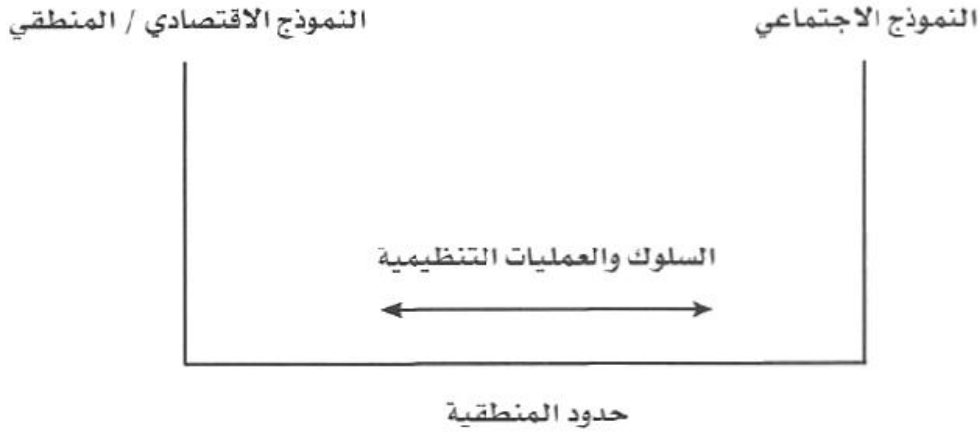 النموذج الاجتماعي
النموذج الاقتصادي / المنطقي
السلوك والعمليات التنظيمية
حدود المنطقية